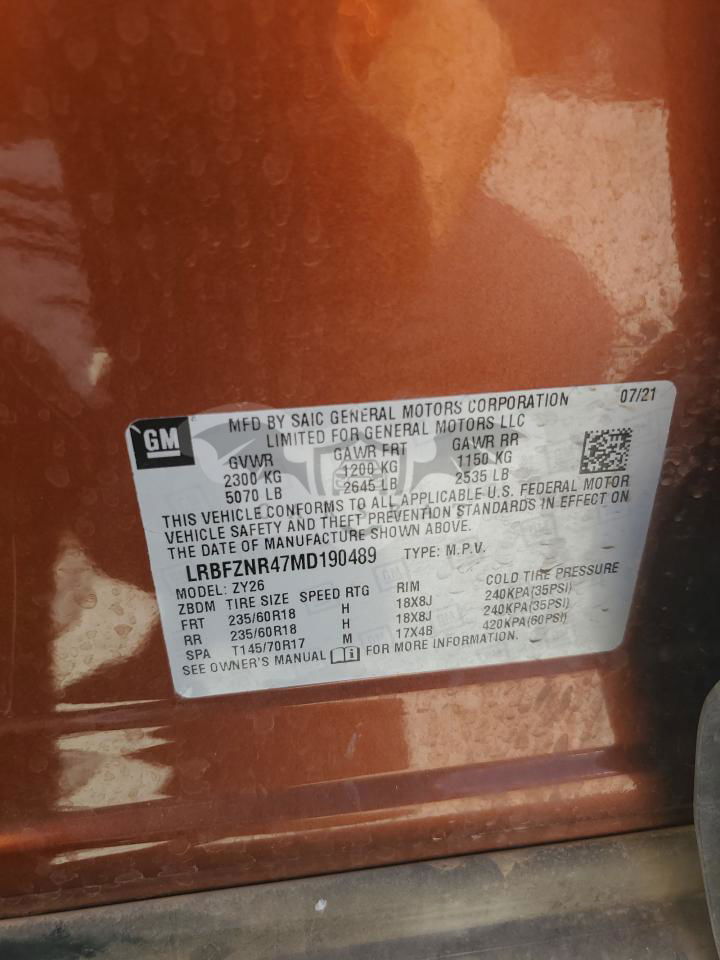 GM
MFD BY SAIC GENERAL MOTORS CORPORATION 07/21
LIMITED FOR GENERAL MOTORS LLC
GVWR GAWR FRT GAWR RR
2300 KG 1200 KG 1150 KG
5070 LB 2645 LB 2535 LB
THIS VEHICLE CONFORMS TO ALL APPLICABLE U.S. FEDERAL MOTOR
VEHICLE SAFETY AND THEFT PREVENTION STANDARDS IN EFFECT ON
THE DATE OF MANUFACTURE SHOWN ABOVE.
LRBFZNR47MD190489 TYPE: M.P.V.
MODEL: ZY26
ZBDM TIRE SIZE SPEED RTG RIM COLD TIRE PRESSURE
FRT 235/60R18 H 18X8J 240KPA(35PSI)
RR 235/60R18 H 18X8J 240KPA(35PSI)
SPA T145/70R17 M 17X4B 420KPA(60PSI)
SEE OWNER'S MANUAL FOR MORE INFORMATION.